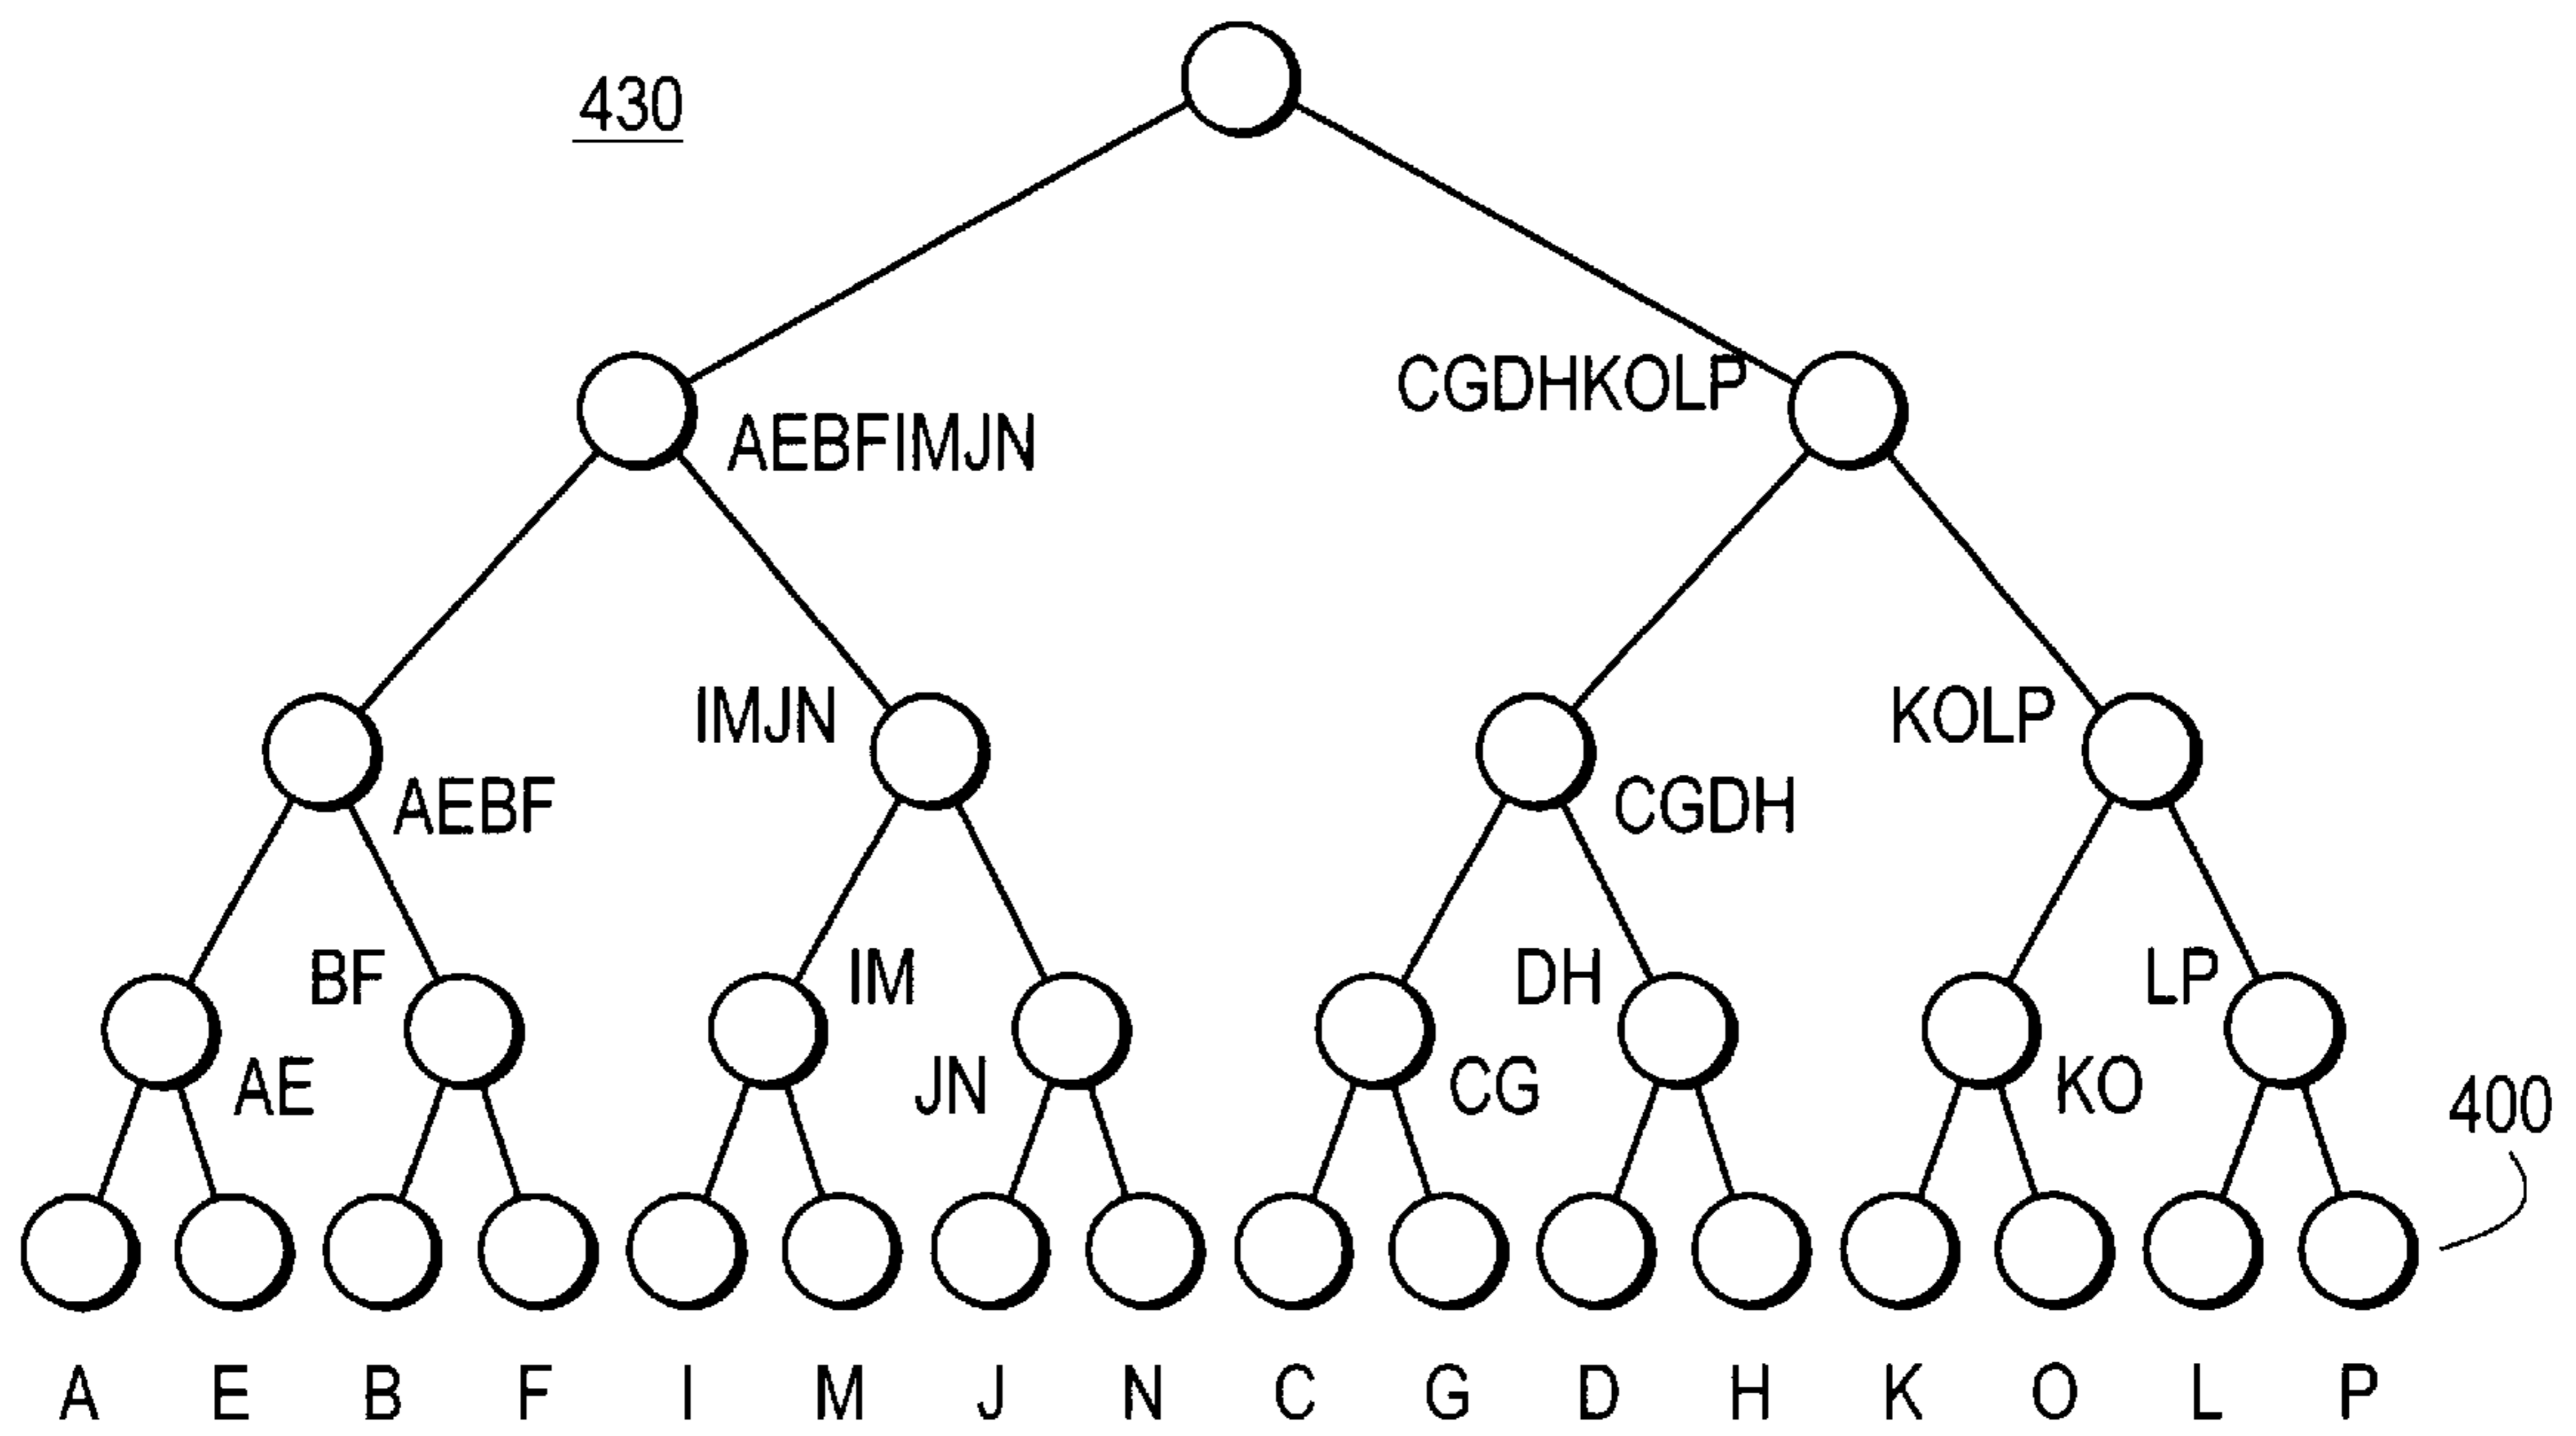 430
CGDHKOLP
AEBFIMJN
IMJN
KOLP
AEBF
CGDH
BF
IM
DH
LP
AE
JN
CG
KO
400
A E B F I M J N C G D H K O L P